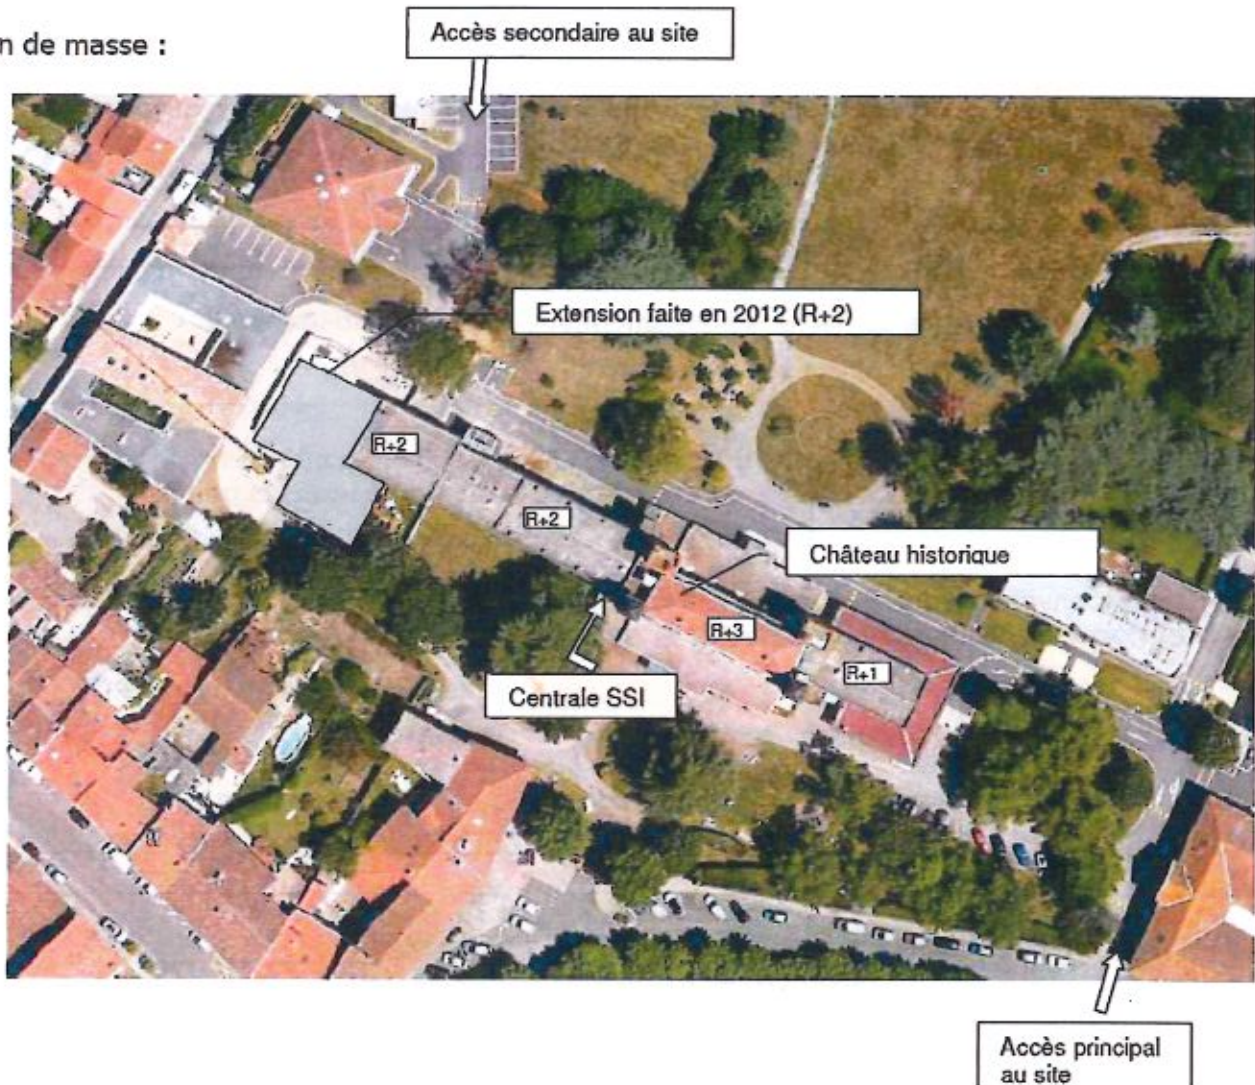 Accès secondaire au site
n de masse :
Extension faite en 2012 (R+2)
R+2
R+2
Château historique
R+3
R+1
Centrale SSI
Accès principal
au site